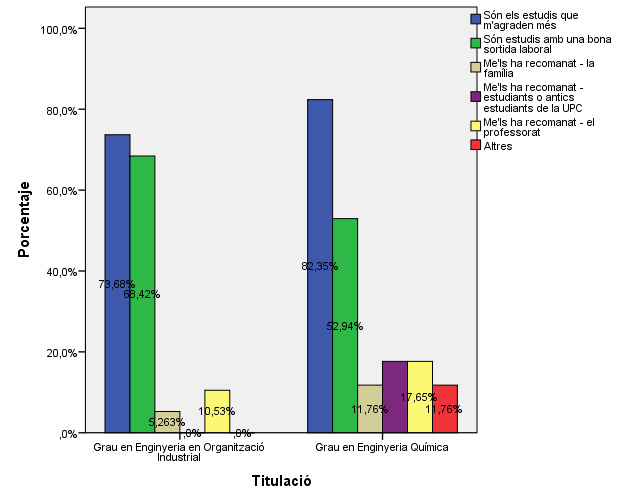 100,0%
80,0%
60,0%
40,0%
20,0%
,0%
Porcentaje
73,68%
68,42%
5,263%
,0%
10,53%
,0%
82,35%
52,94%
11,76%
17,65%
11,76%
Grau en Enginyeria en Organització
Industrial
Grau en Enginyeria Química
Titulació
Són els estudis que
m'agraden més
Són estudis amb una bona
sortida laboral
Me'ls ha recomanat - la
família
Me'ls ha recomanat -
estudiants o antics
estudiants de la UPC
Me'ls ha recomanat - el
professorat
Altres